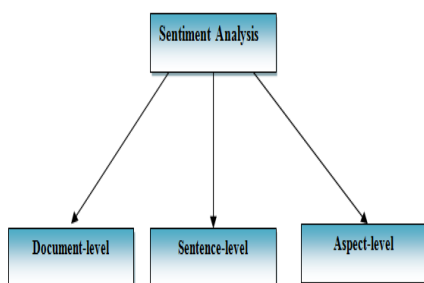 Sentiment Analysis
Document-level
Sentence-level
Aspect-level